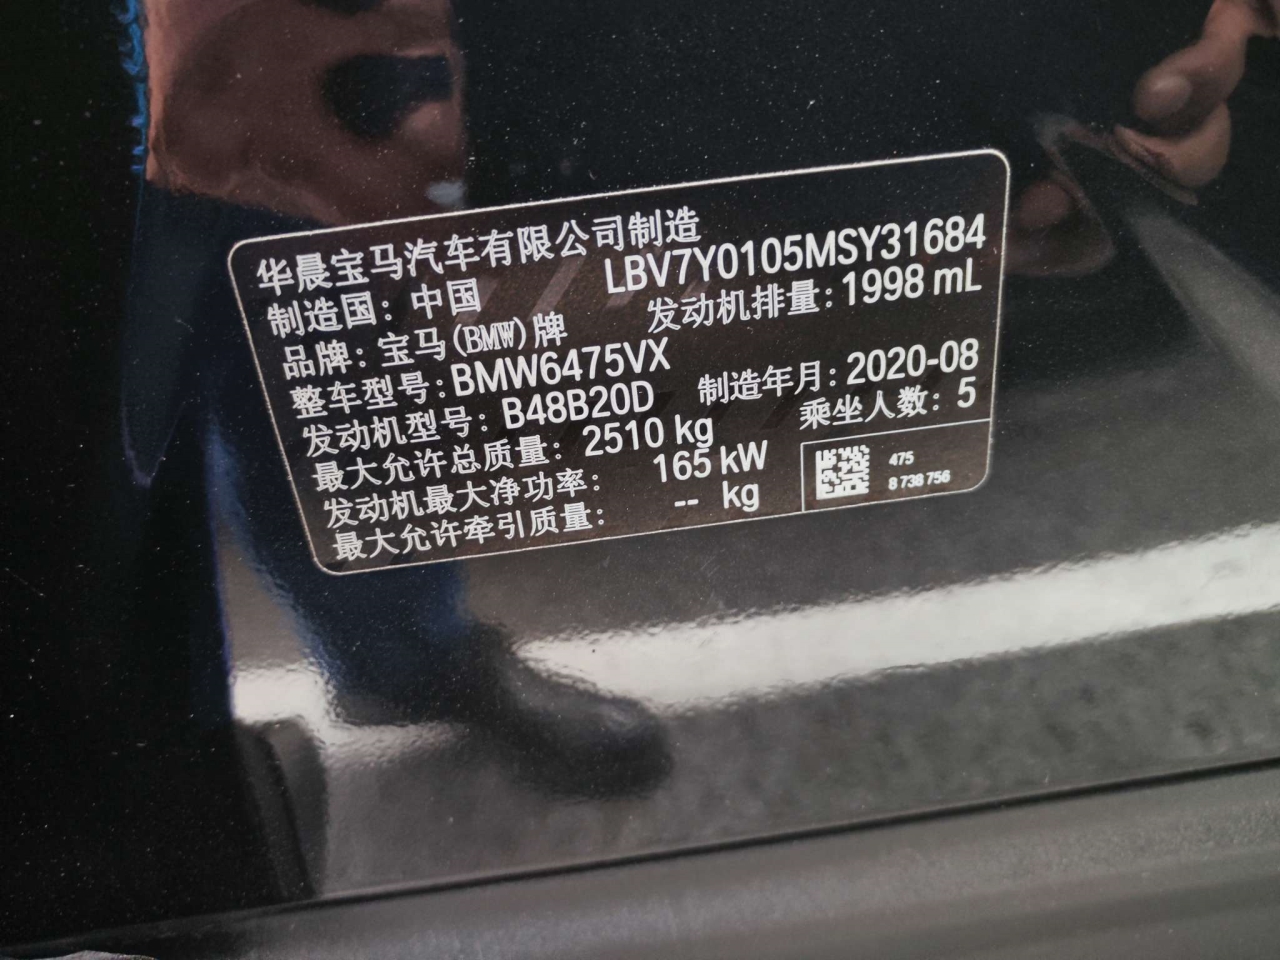 华晨宝马汽车有限公司制造
制造国：中国 LBV7Y0105MSY31684
品牌：宝马(BMW)牌 发动机排量：1998 mL
整车型号：BMW6475VX
发动机型号：B48B20D 制造年月：2020-08
最大允许总质量：2510 kg 乘坐人数：5
发动机最大净功率：165 kW
最大允许牵引质量：-- kg
475
8 738 756